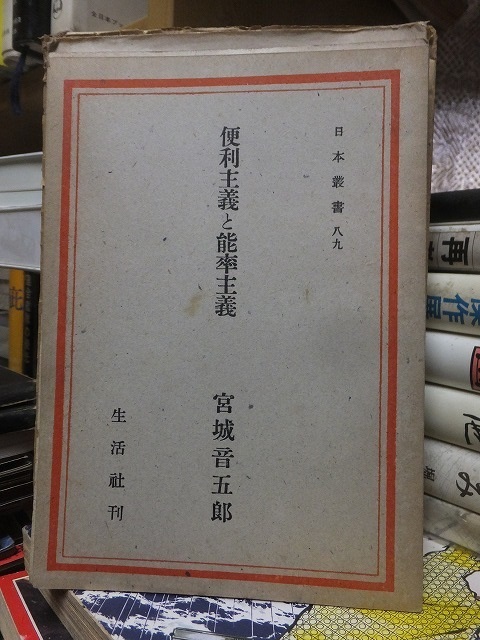 日本叢書 八九
便利主義と能率主義
宮城音五郎
生活社刊